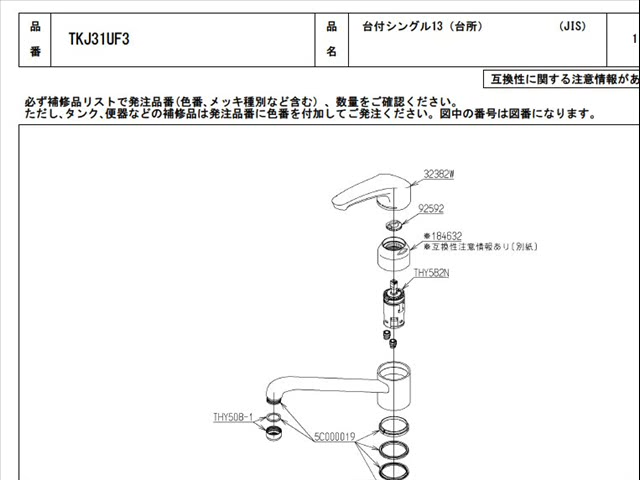 品番
TKJ31UF3
品名
台付シングル13（台所）
(JIS)
1
互換性に関する注意情報があ
必ず補修品リストで発注品番(色番、メッキ種別など含む)、数量をご確認ください。
ただし、タンク、便器などの補修品は発注品番に色番を付加してご発注ください。図中の番号は図番になります。
32382W
92592
※184632
※互換性注意情報あり(別紙)
THY582N
THY508-1
5C000019